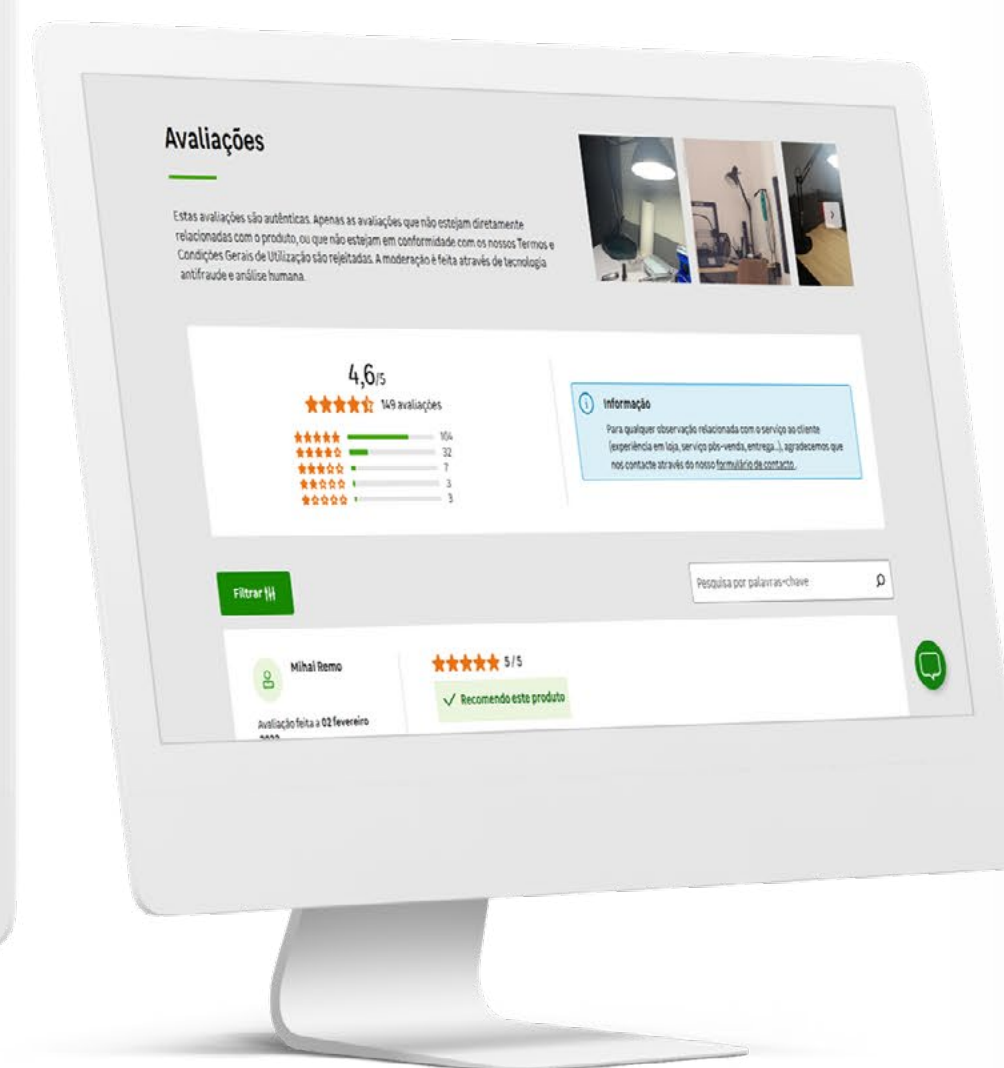 Avaliações
Estas avaliações são autênticas. Apenas as avaliações que não estejam diretamente
relacionadas com o produto, ou que não estejam em conformidade com os nossos Termos e
Condições Gerais de Utilização são rejeitadas. A moderação é feita através de tecnologia
antifraude e análise humana.
4,6/5
149 avaliações
104
32
7
3
3
Informação
Para qualquer observação relacionada com o serviço ao cliente
(experiência em loja, serviço pós-venda, entrega...), agradecemos que
nos contacte através do nosso formulário de contacto.
Filtrar
Pesquisa por palavras-chave
Mihai Remo
5/5
Recomendo este produto
Avaliação feita a 02 fevereiro